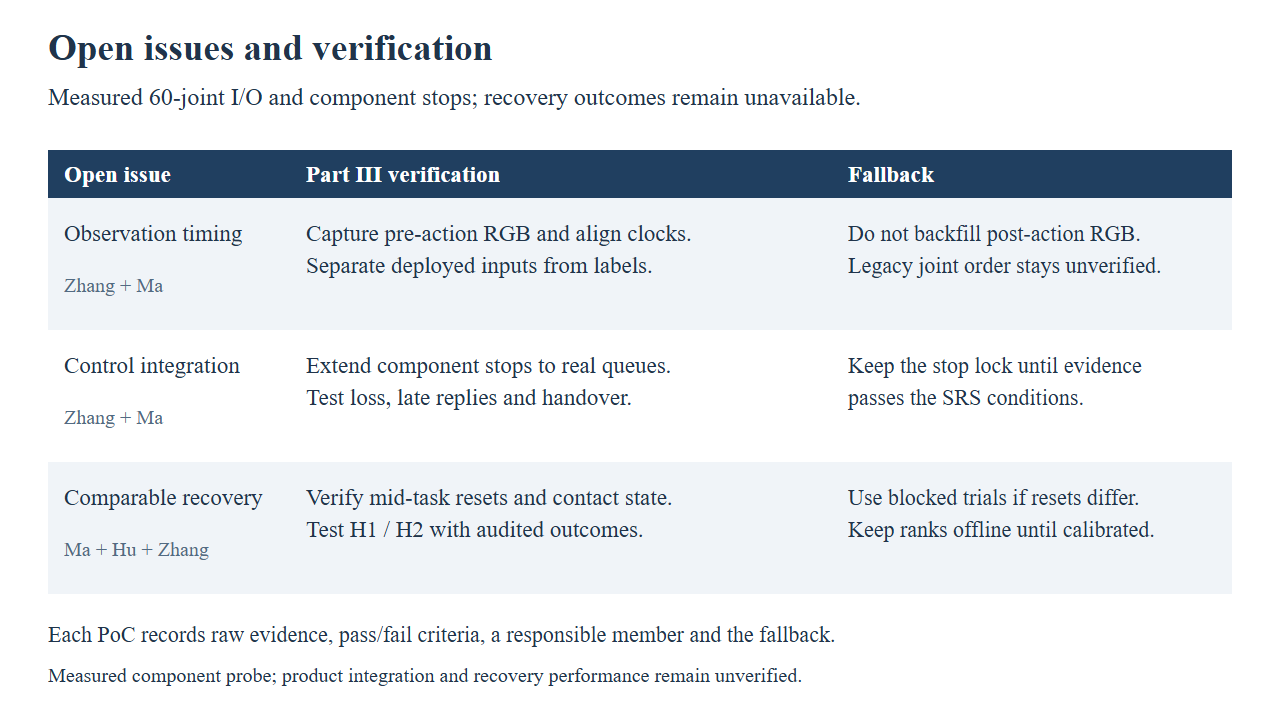 Open issues and verification
Measured 60-joint I/O and component stops; recovery outcomes remain unavailable.
Open issue
Part III verification
Fallback
Observation timing
Zhang + Ma
Capture pre-action RGB and align clocks.
Separate deployed inputs from labels.
Do not backfill post-action RGB.
Legacy joint order stays unverified.
Control integration
Zhang + Ma
Extend component stops to real queues.
Test loss, late replies and handover.
Keep the stop lock until evidence
passes the SRS conditions.
Comparable recovery
Ma + Hu + Zhang
Verify mid-task resets and contact state.
Test H1 / H2 with audited outcomes.
Use blocked trials if resets differ.
Keep ranks offline until calibrated.
Each PoC records raw evidence, pass/fail criteria, a responsible member and the fallback.
Measured component probe; product integration and recovery performance remain unverified.